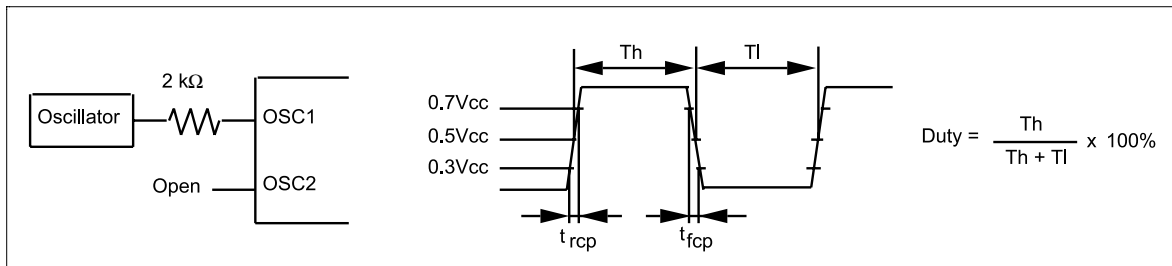 2 kΩ
Oscillator
OSC1
Open
OSC2
Th
Tl
0.7Vcc
0.5Vcc
0.3Vcc
t rcp
t fcp
Duty = Th / Th + Tl x 100%